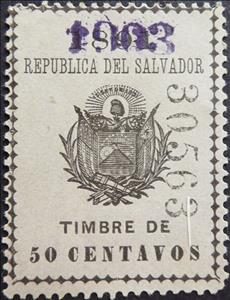 1903
REPUBLICA DEL SALVADOR
30563
TIMBRE DE
50 CENTAVOS